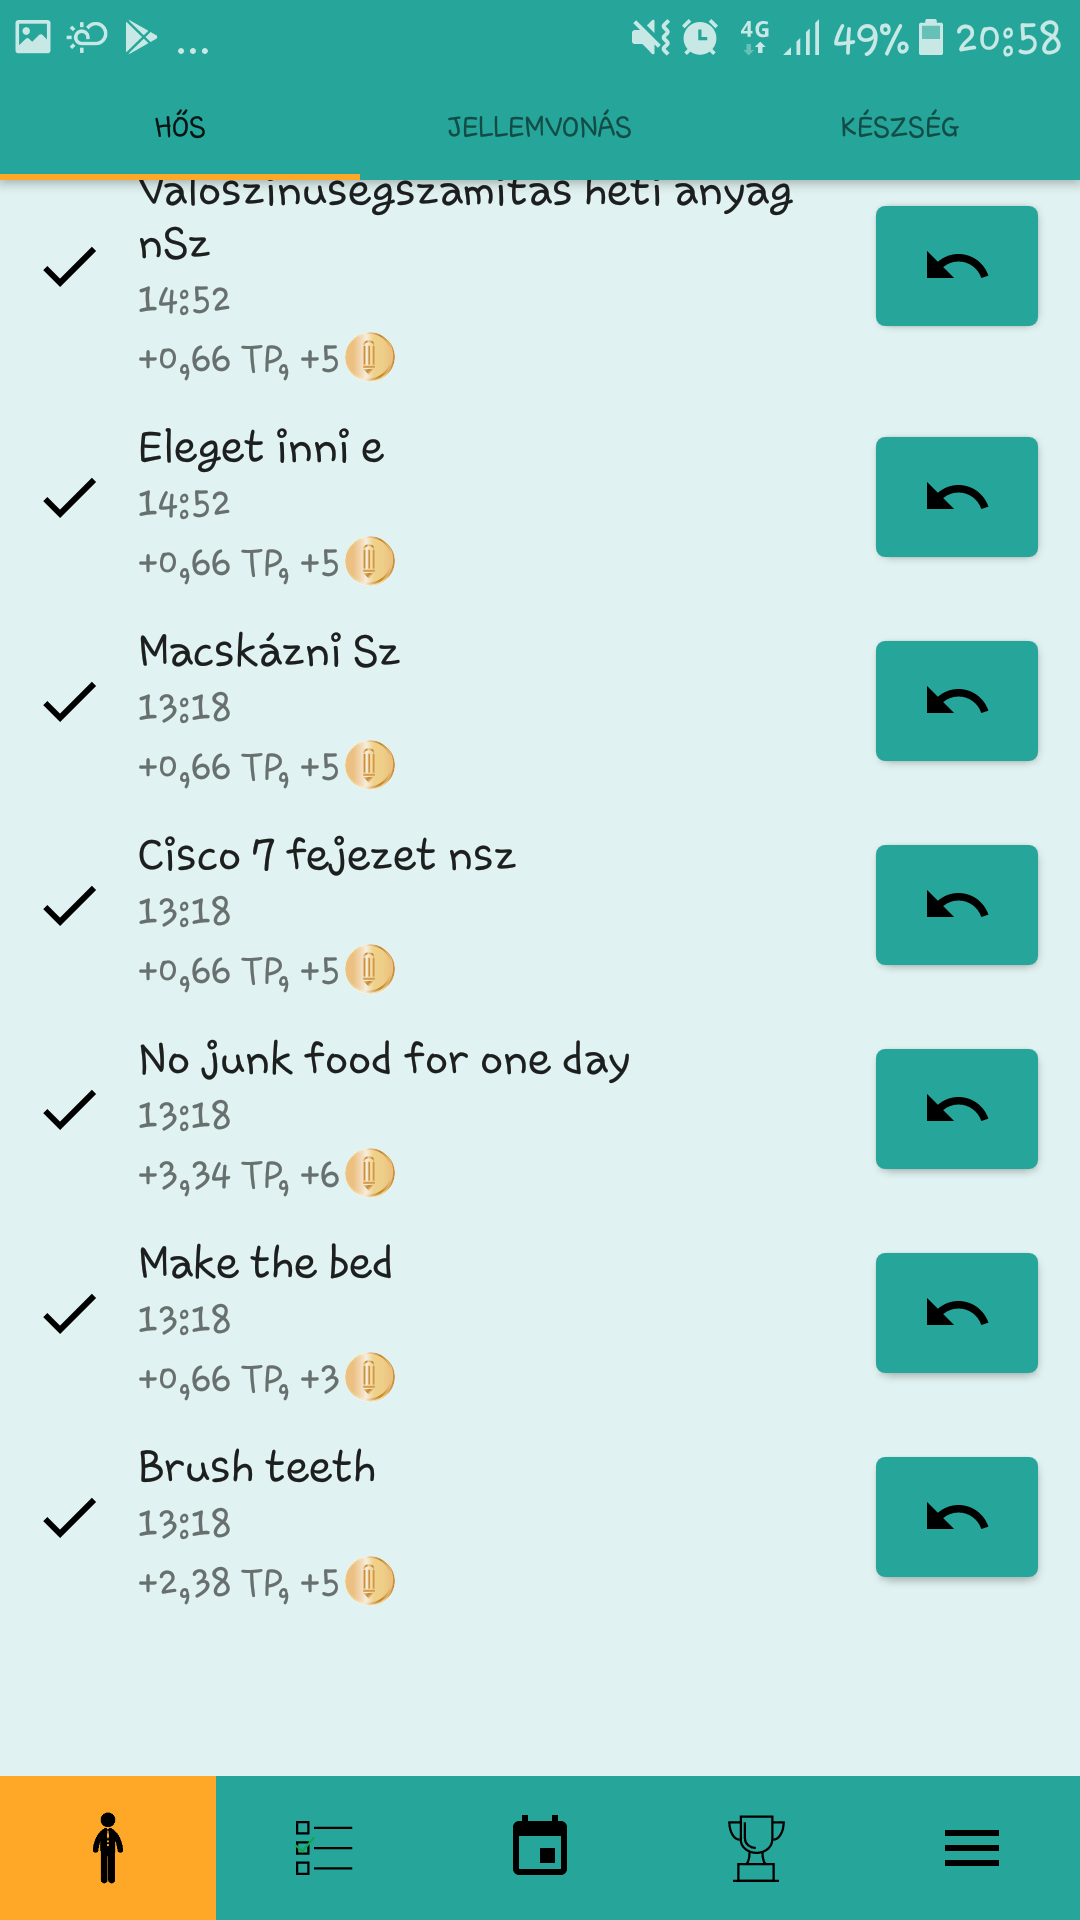 4G 49% 20:58
HŐS JELLEMVONÁS KÉSZSÉG
Valószínűségszámítás heti anyag
nSz
14:52
+0,66 TP, +5
Eleget inni e
14:52
+0,66 TP, +5
Macskázni Sz
13:18
+0,66 TP, +5
Cisco 7 fejezet nsz
13:18
+0,66 TP, +5
No junk food for one day
13:18
+3,34 TP, +6
Make the bed
13:18
+0,66 TP, +3
Brush teeth
13:18
+2,38 TP, +5